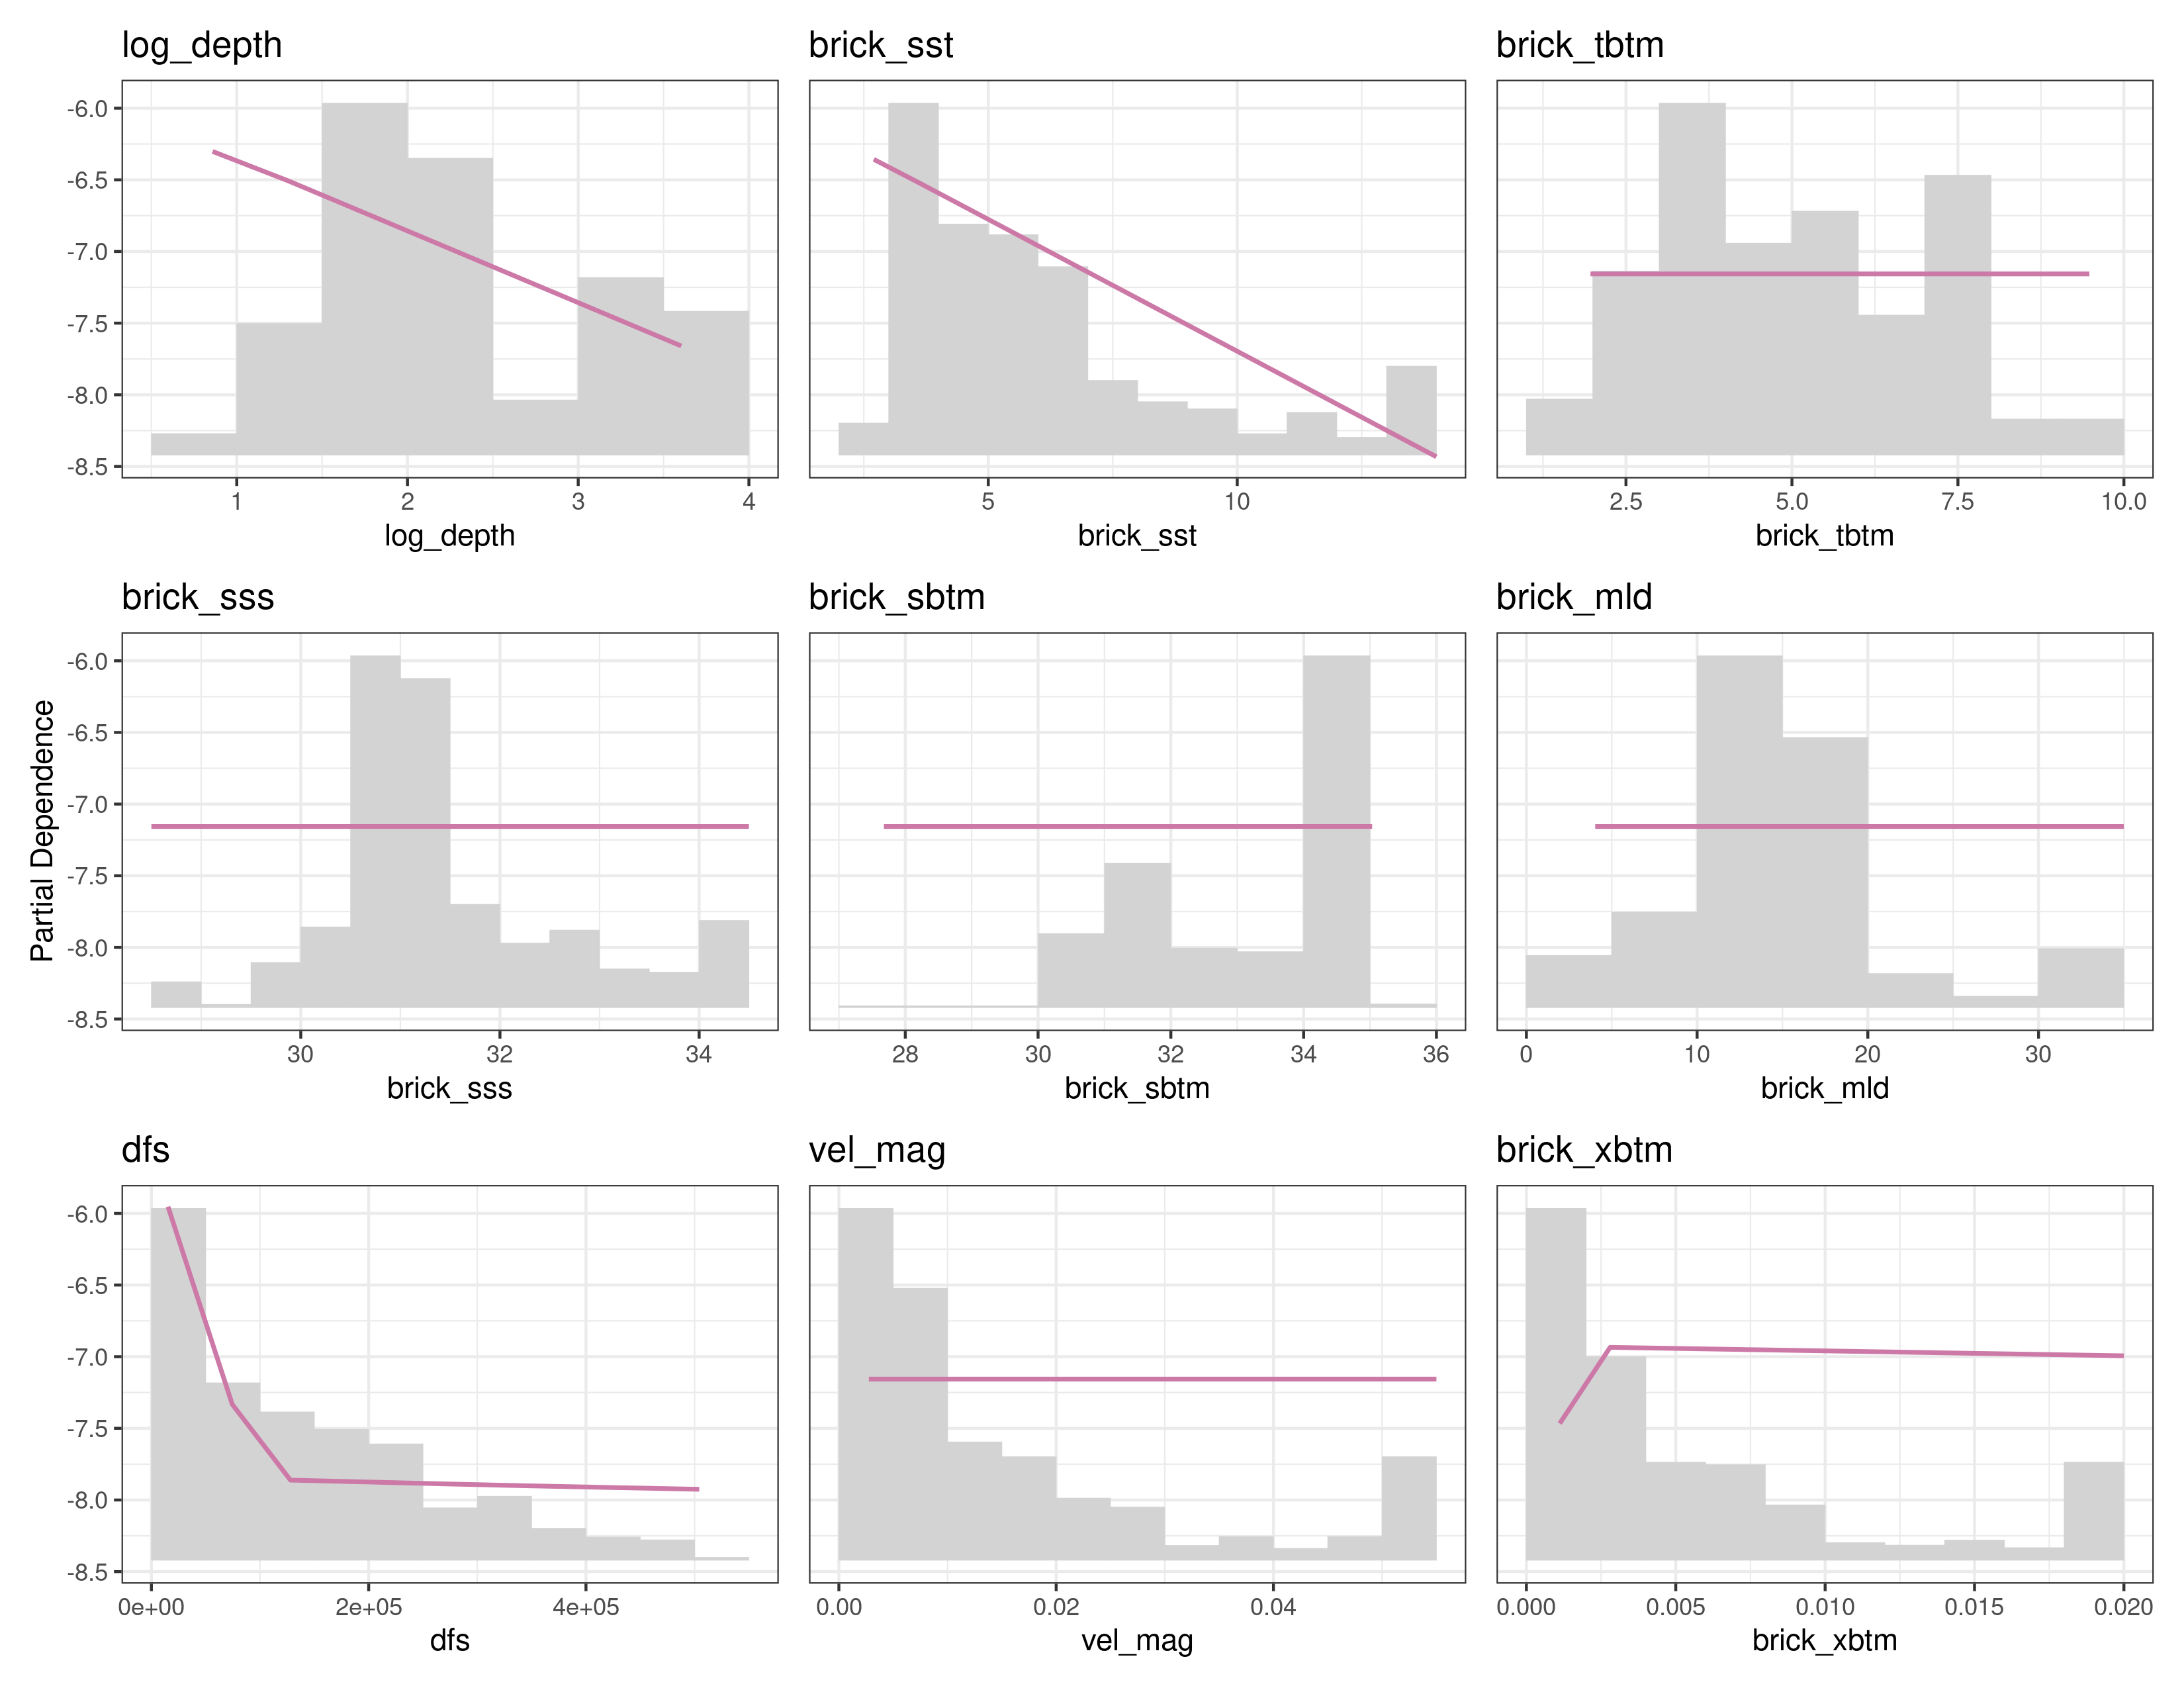 log_depth
brick_sst
brick_tbtm
-6.0
-6.5
-7.0
-7.5
-8.0
-8.5
1 2 3 4
5 10
2.5 5.0 7.5 10.0
log_depth
brick_sst
brick_tbtm
brick_sss
brick_sbtm
brick_mld
Partial Dependence
-6.0
-6.5
-7.0
-7.5
-8.0
-8.5
30 32 34
28 30 32 34 36
0 10 20 30
brick_sss
brick_sbtm
brick_mld
dfs
vel_mag
brick_xbtm
-6.0
-6.5
-7.0
-7.5
-8.0
-8.5
0e+00 2e+05 4e+05
0.00 0.02 0.04
0.000 0.005 0.010 0.015 0.020
dfs
vel_mag
brick_xbtm